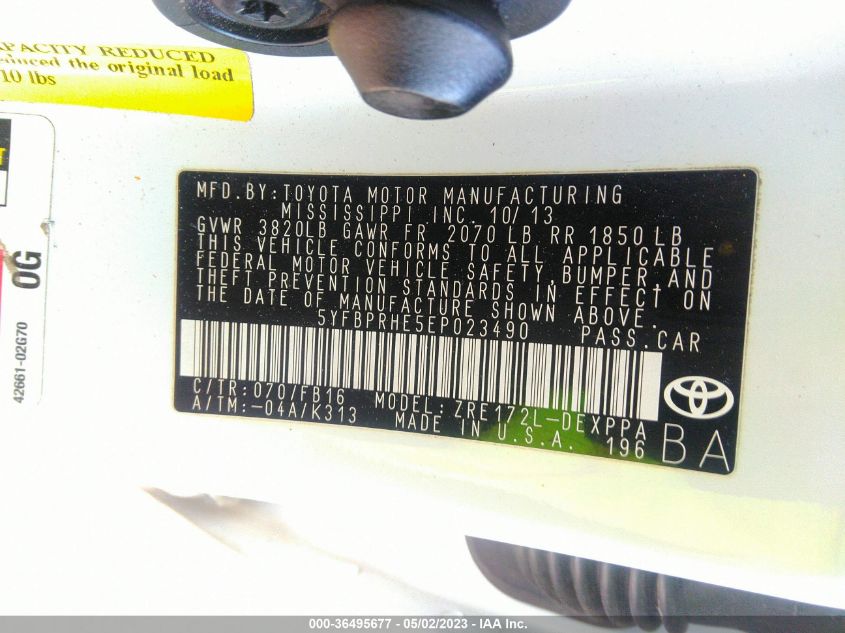 APACITY REDUCED
reduced the original load
10 lbs
0G
42661-02G70
MFD.BY:TOYOTA MOTOR MANUFACTURING
MISSISSIPPI INC. 10/13
GVWR 3820LB GAWR FR 2070 LB RR 1850 LB
THIS VEHICLE CONFORMS TO ALL APPLICABLE
FEDERAL MOTOR VEHICLE SAFETY,BUMPER,AND
THEFT PREVENTION STANDARDS IN EFFECT ON
THE DATE OF MANUFACTURE SHOWN ABOVE.
5YFBPRHE5EP023490 PASS.CAR
C/TR:070/FB16 MODEL:ZRE172L-DEXPPA
A/TM:-04A/K313 MADE IN U.S.A. 196
BA
000-36495677 - 05/02/2023 - IAA Inc.